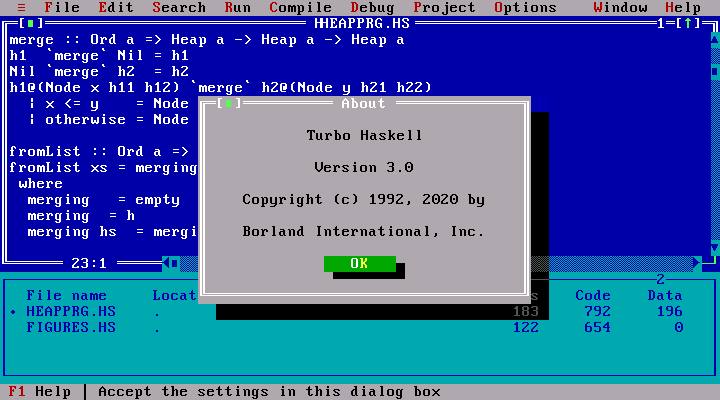 ≡ File Edit Search Run Compile Debug Project Options Window Help
HHEAPPRG.HS 1=[↑]
merge :: Ord a => Heap a -> Heap a -> Heap a
h1 `merge` Nil = h1
Nil `merge` h2 = h2
h1@(Node x h11 h12) `merge` h2@(Node y h21 h22)
| x <= y = Node
| otherwise = Node
fromList :: Ord a =>
fromList xs = merging
where
merging = empty
merging = h
merging hs = mergi
23:1
About
Turbo Haskell
Version 3.0
Copyright (c) 1992, 2020 by
Borland International, Inc.
OK
2
File name Locat s Code Data
• HEAPPRG.HS . 183 792 196
FIGURES.HS . 122 654 0
F1 Help | Accept the settings in this dialog box